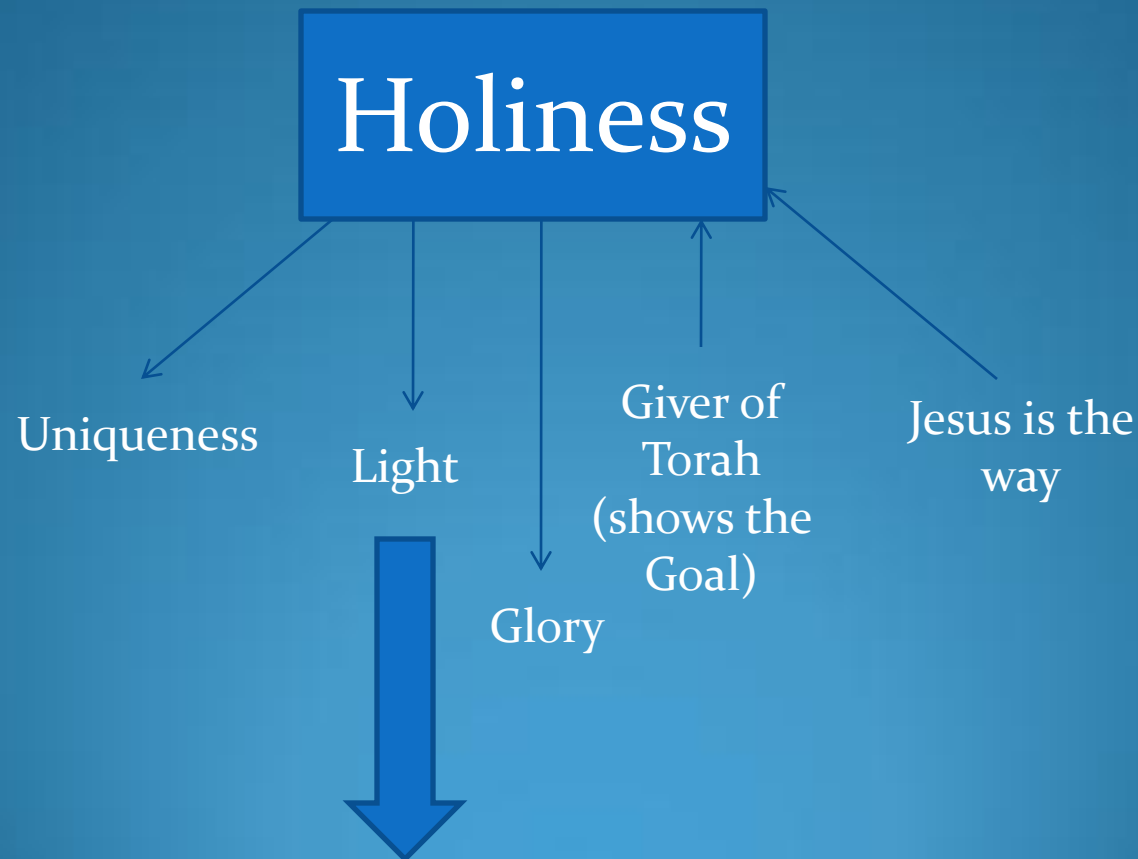 Holiness
Uniqueness
Light
Glory
Giver of
Torah
(shows the
Goal)
Jesus is the
way